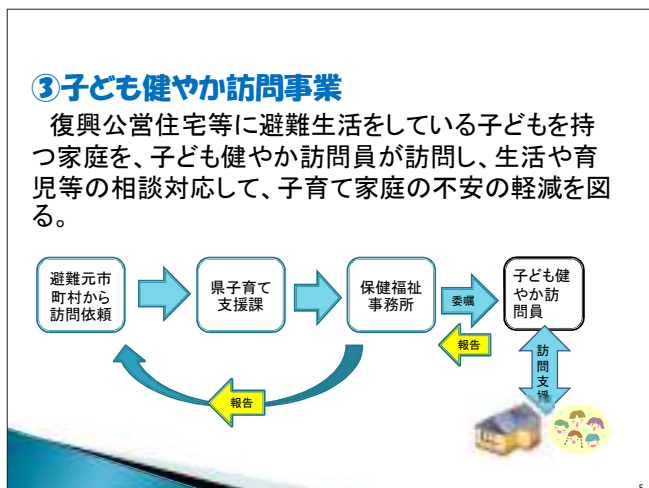 ③子ども健やか訪問事業
復興公営住宅等に避難生活をしている子どもを持
つ家庭を、子ども健やか訪問員が訪問し、生活や育
児等の相談対応して、子育て家庭の不安の軽減を図
る。
避難元市
町村から
訪問依頼
県子育て
支援課
保健福祉
事務所
委嘱
子ども健
やか訪
問員
報告
訪問支援
報告
5